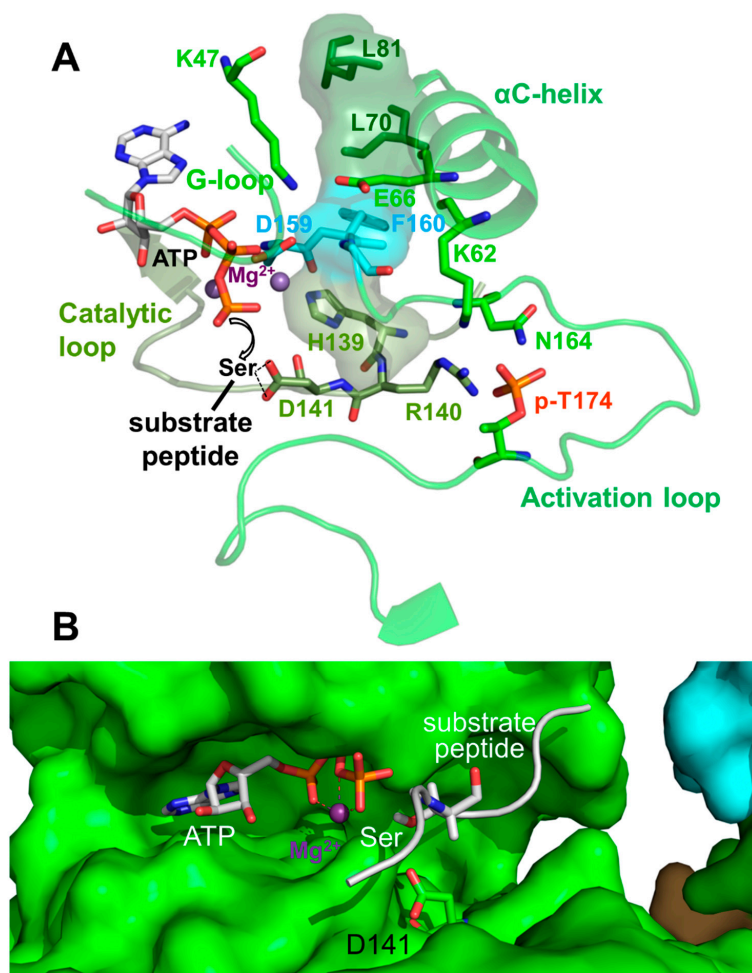 A
K47
L81
αC-helix
L70
G-loop
E66
D159
F160
K62
ATP
Mg²⁺
Catalytic
loop
H139
N164
Ser
D141
R140
p-T174
substrate
peptide
Activation loop
B
substrate
peptide
ATP
Ser
Mg²⁺
D141